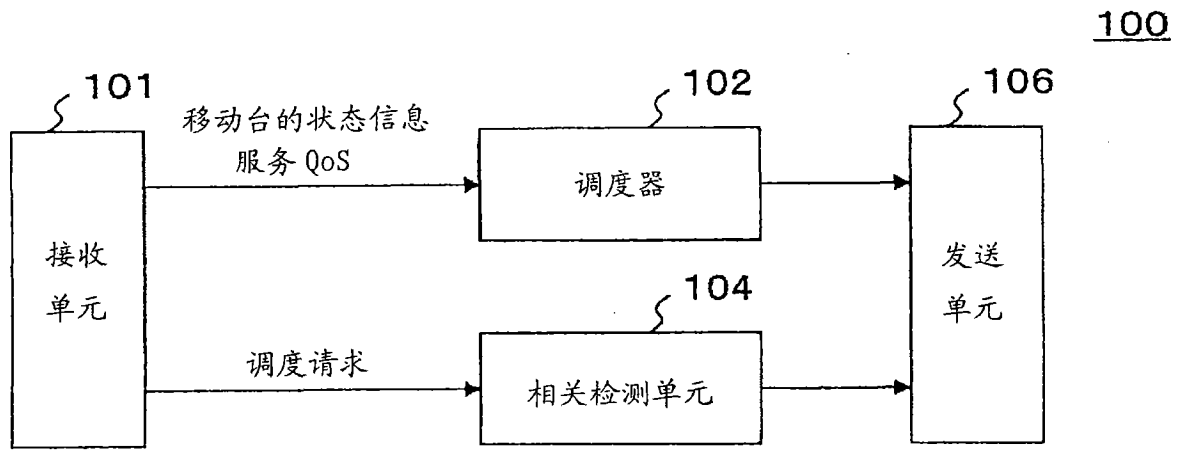 100
101
102
106
移动台的状态信息
服务 QoS
调度器
接收
单元
发送
单元
104
调度请求
相关检测单元